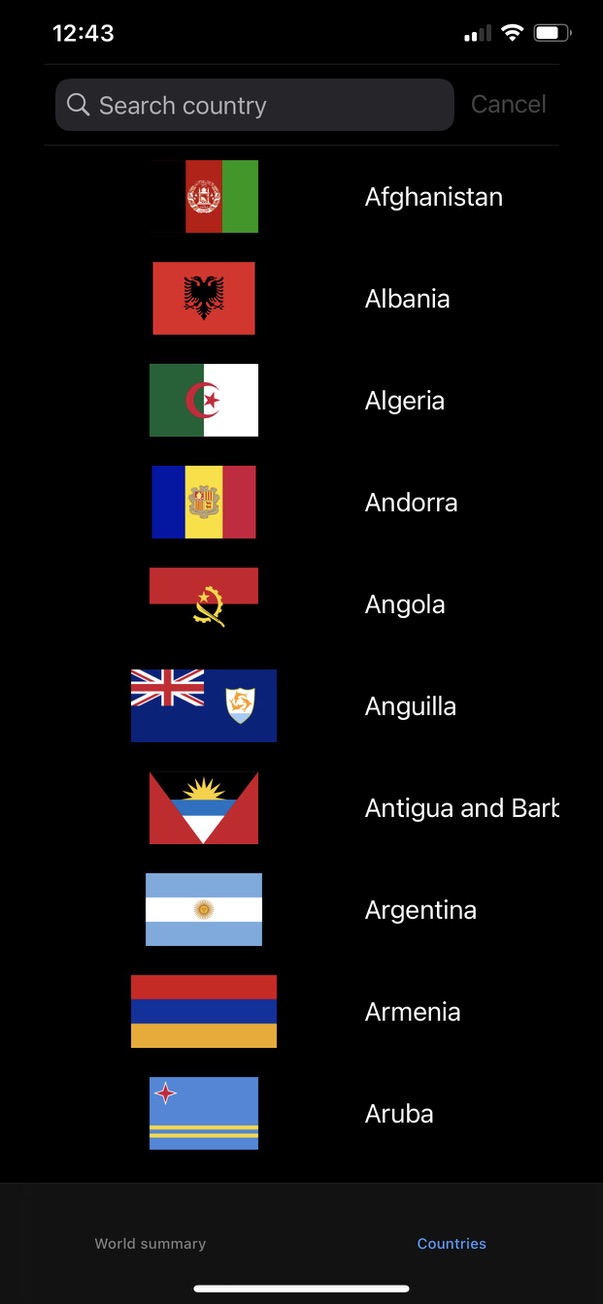 12:43
Search country
Cancel
Afghanistan
Albania
Algeria
Andorra
Angola
Anguilla
Antigua and Barb
Argentina
Armenia
Aruba
World summary
Countries